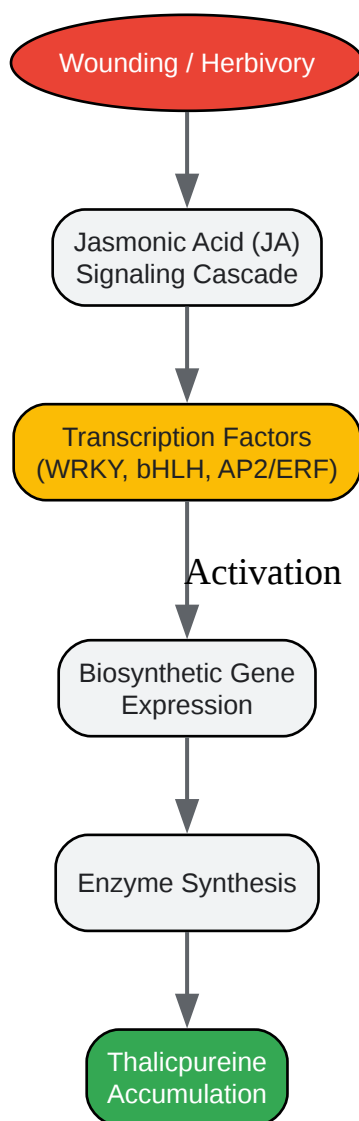 Wounding / Herbivory
Jasmonic Acid (JA)
Signaling Cascade
Transcription Factors
(WRKY, bHLH, AP2/ERF)
Activation
Biosynthetic Gene
Expression
Enzyme Synthesis
Thalicpureine
Accumulation